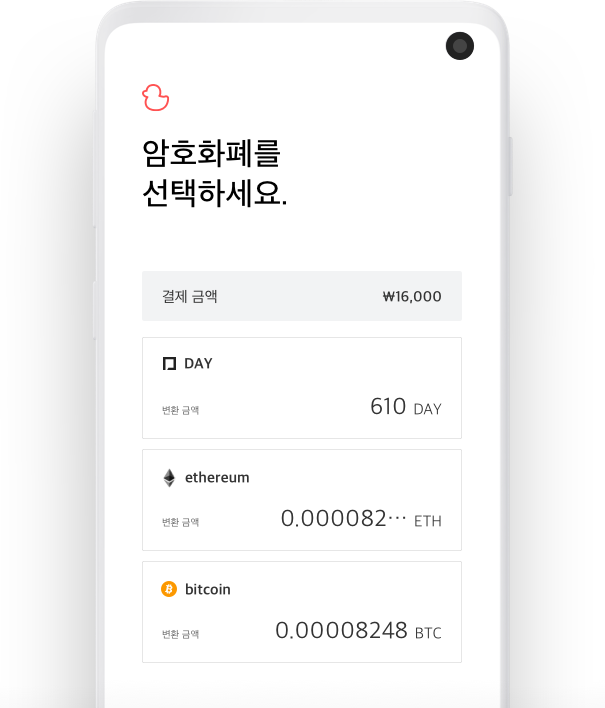 암호화폐를
선택하세요.
결제 금액 ₩16,000
DAY
변환 금액 610 DAY
ethereum
변환 금액 0.000082··· ETH
bitcoin
변환 금액 0.00008248 BTC